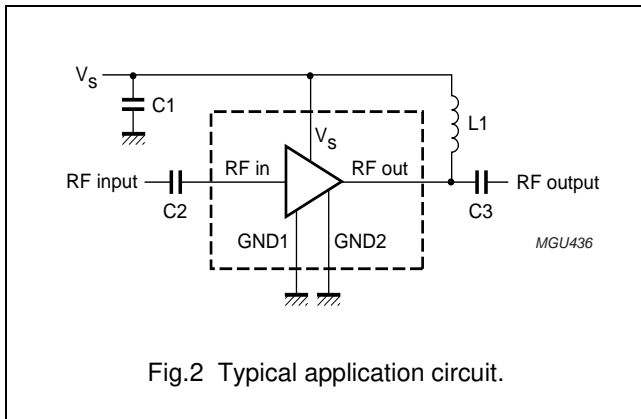 VS
C1
L1
VS
RF in
RF out
RF input
RF output
C2
C3
GND1
GND2
MGU436
Fig.2 Typical application circuit.